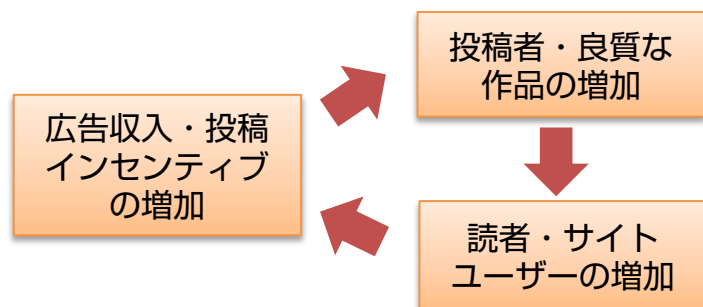 投稿者・良質な
作品の増加
広告収入・投稿
インセンティブ
の増加
読者・サイト
ユーザーの増加